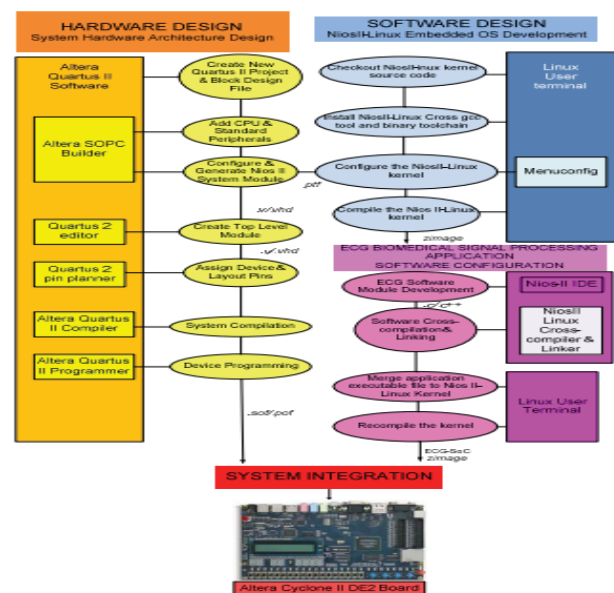 HARDWARE DESIGN
System Hardware Architecture Design
Altera
Quartus II
Software
Create New
Quartus II Project
& Block Design
File
Add CPU &
Standard
Peripherals
Altera SOPC
Builder
Configure &
Generate Nios II
System Module
.ptf
.v/vhd
Quartus 2
editor
Create Top Level
Module
.v/.vhd
Quartus 2
pin planner
Assign Device &
Layout Pins
Altera Quartus
II Compiler
System Compilation
Altera Quartus
II Programmer
Device Programming
.sof/.pof
SOFTWARE DESIGN
NiosII-Linux Embedded OS Development
Checkout NiosII-nux kernel
source code
Linux
User
terminal
Install NiosII-Linux Cross gcc
tool and binary toolchain
Configure the NiosII-Linux
kernel
Menuconfig
Compile the Nios II-Linux
kernel
zimage
ECG BIOMEDICAL SIGNAL PROCESSING
APPLICATION
SOFTWARE CONFIGURATION
ECG Software
Module Development
Nios-II IDE
.c/c++
Software Cross-
compilation&
Linking
NiosII
Linux
Cross-
compiler &
Linker
Merge application
executable file to Nios II-
Linux Kernel
Linux User
Terminal
Recompile the kernel
ECG-SoC
zimage
SYSTEM INTEGRATION
Altera Cyclone II DE2 Board